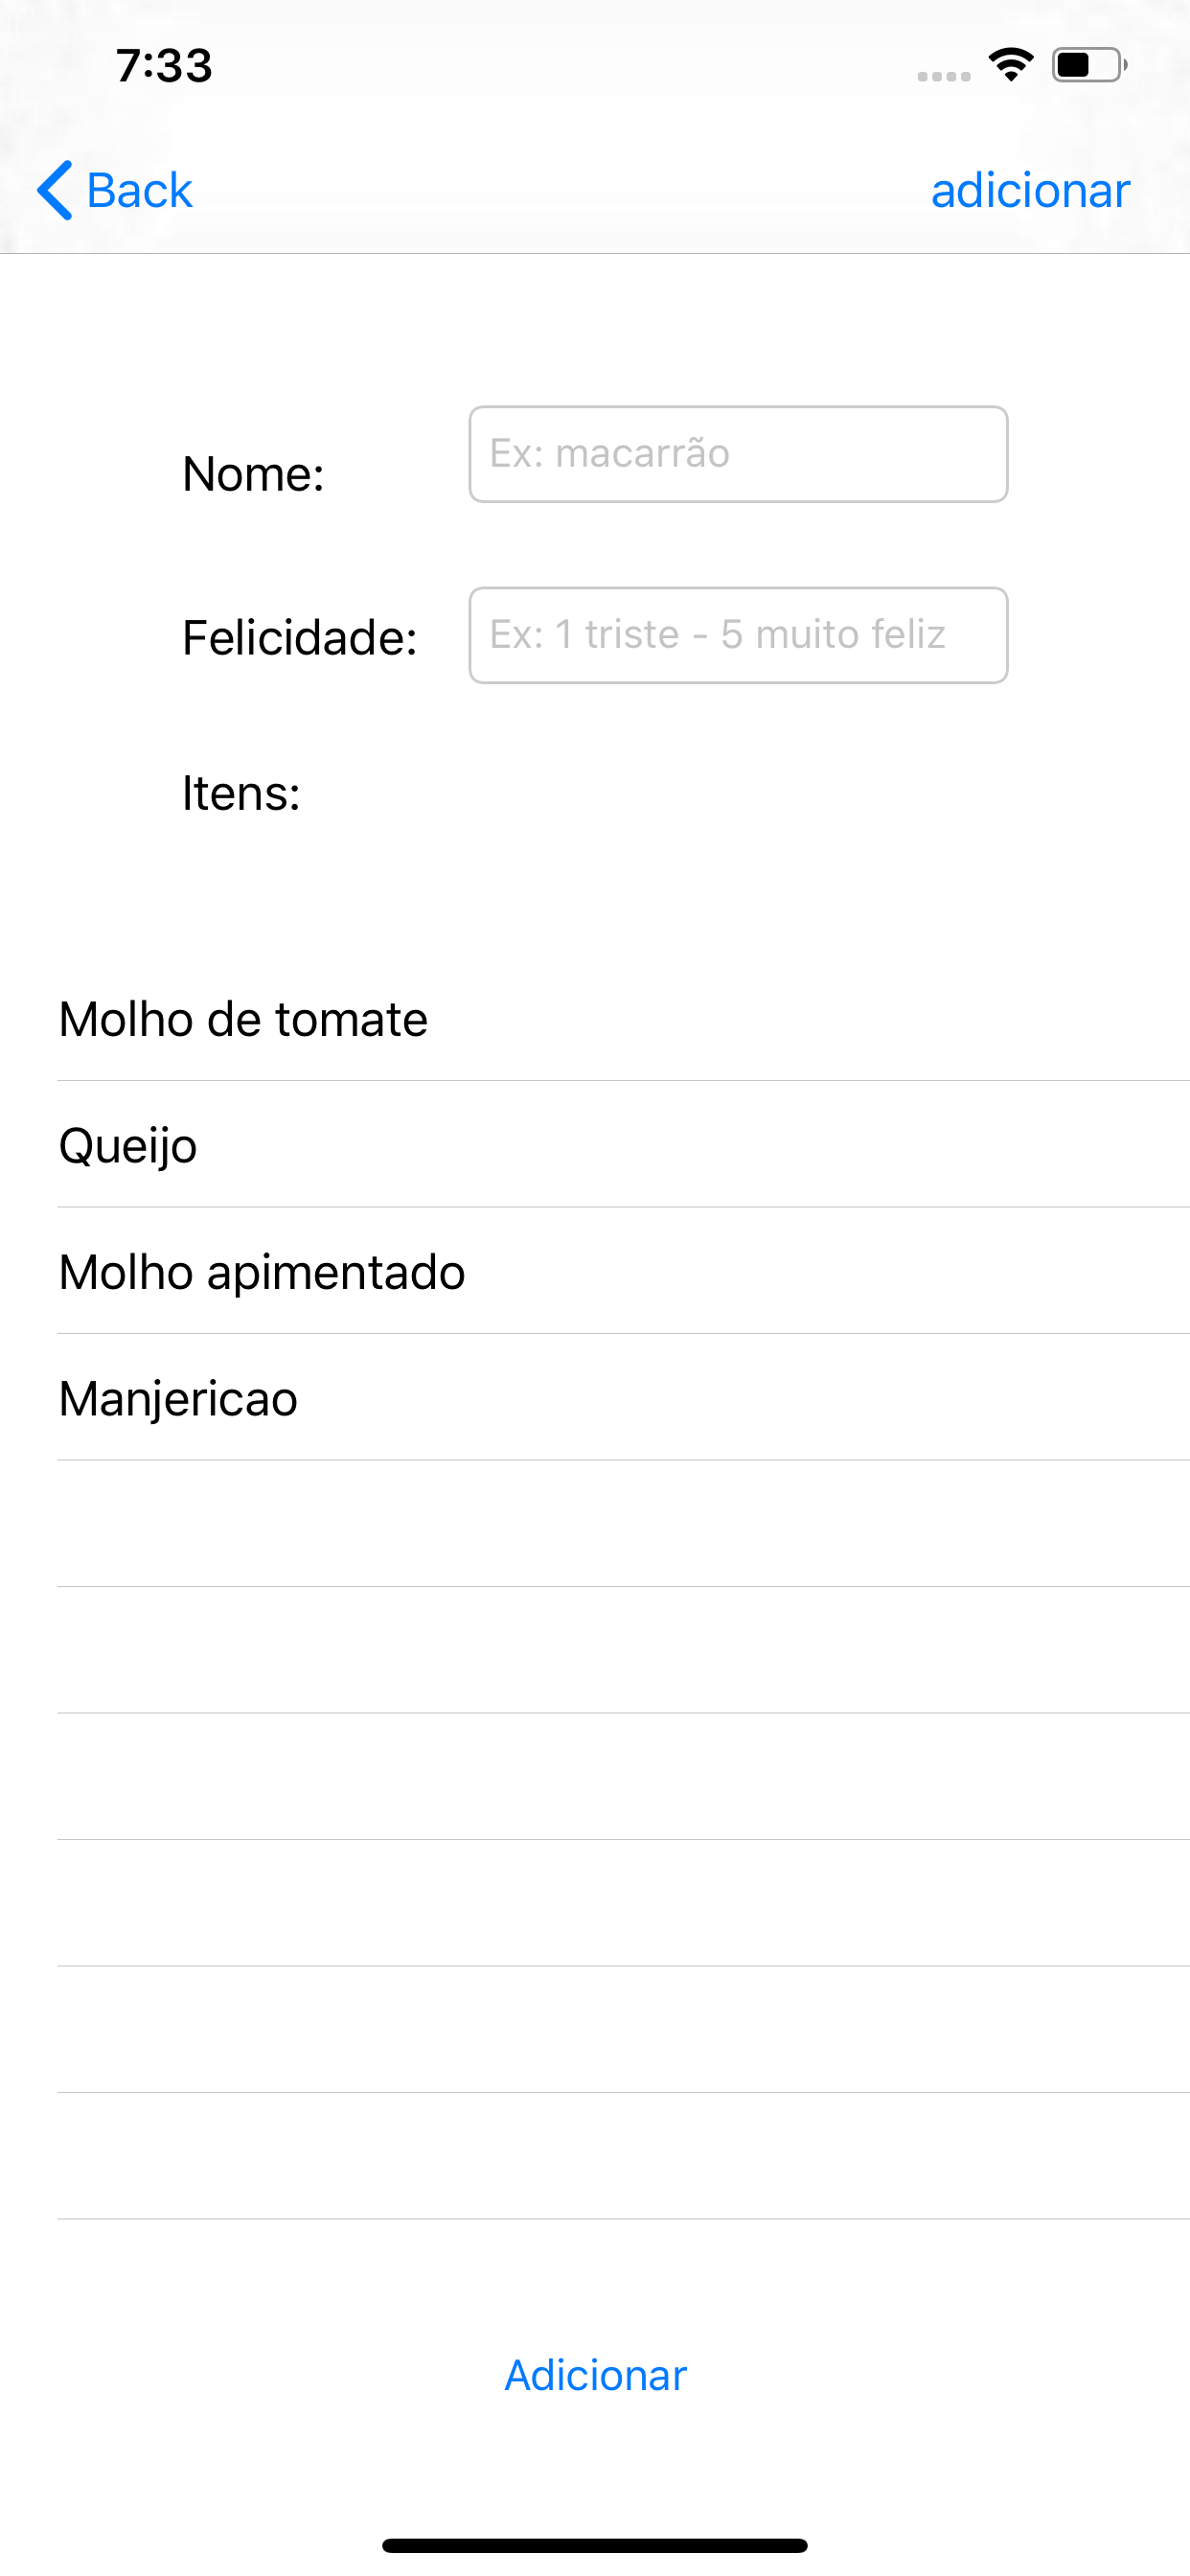 7:33
Back
adicionar
Nome:
Ex: macarrão
Felicidade:
Ex: 1 triste - 5 muito feliz
Itens:
Molho de tomate
Queijo
Molho apimentado
Manjericao
Adicionar